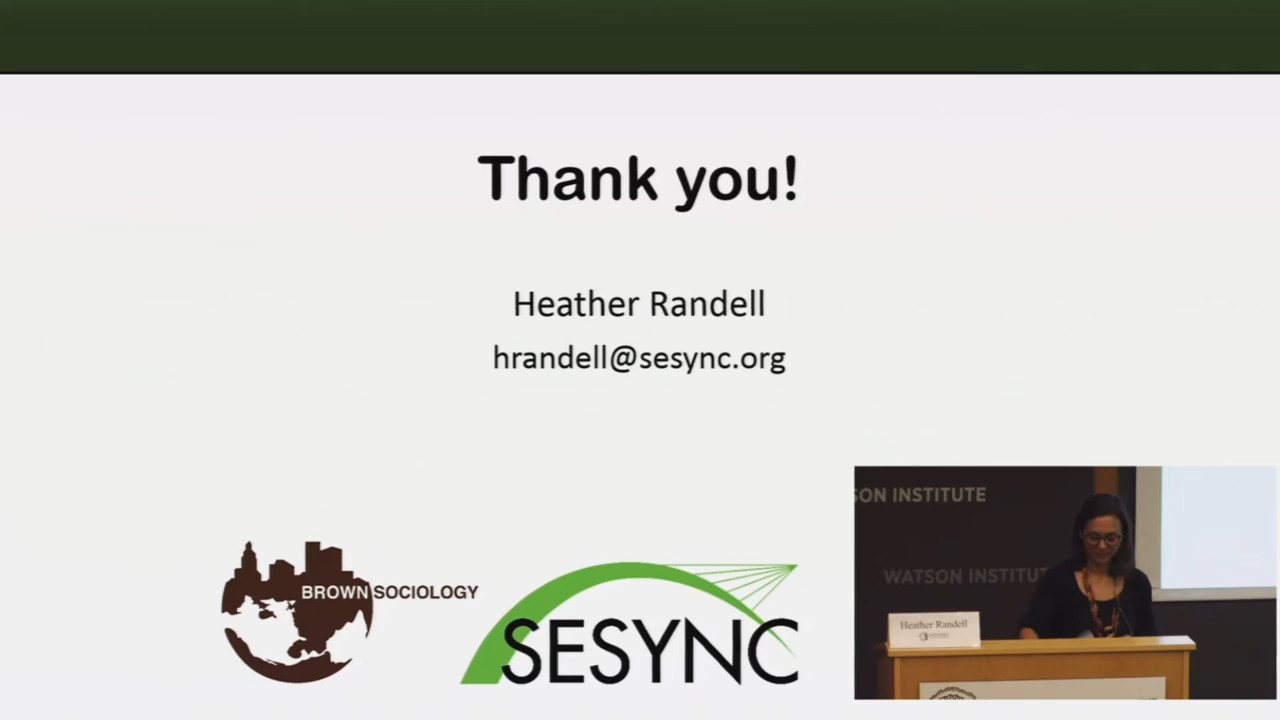 Thank you!
Heather Randell
hrandell@sesync.org
SON INSTITUTE
WATSON INSTITUT
BROWN SOCIOLOGY
SESYNC
Heather Randell